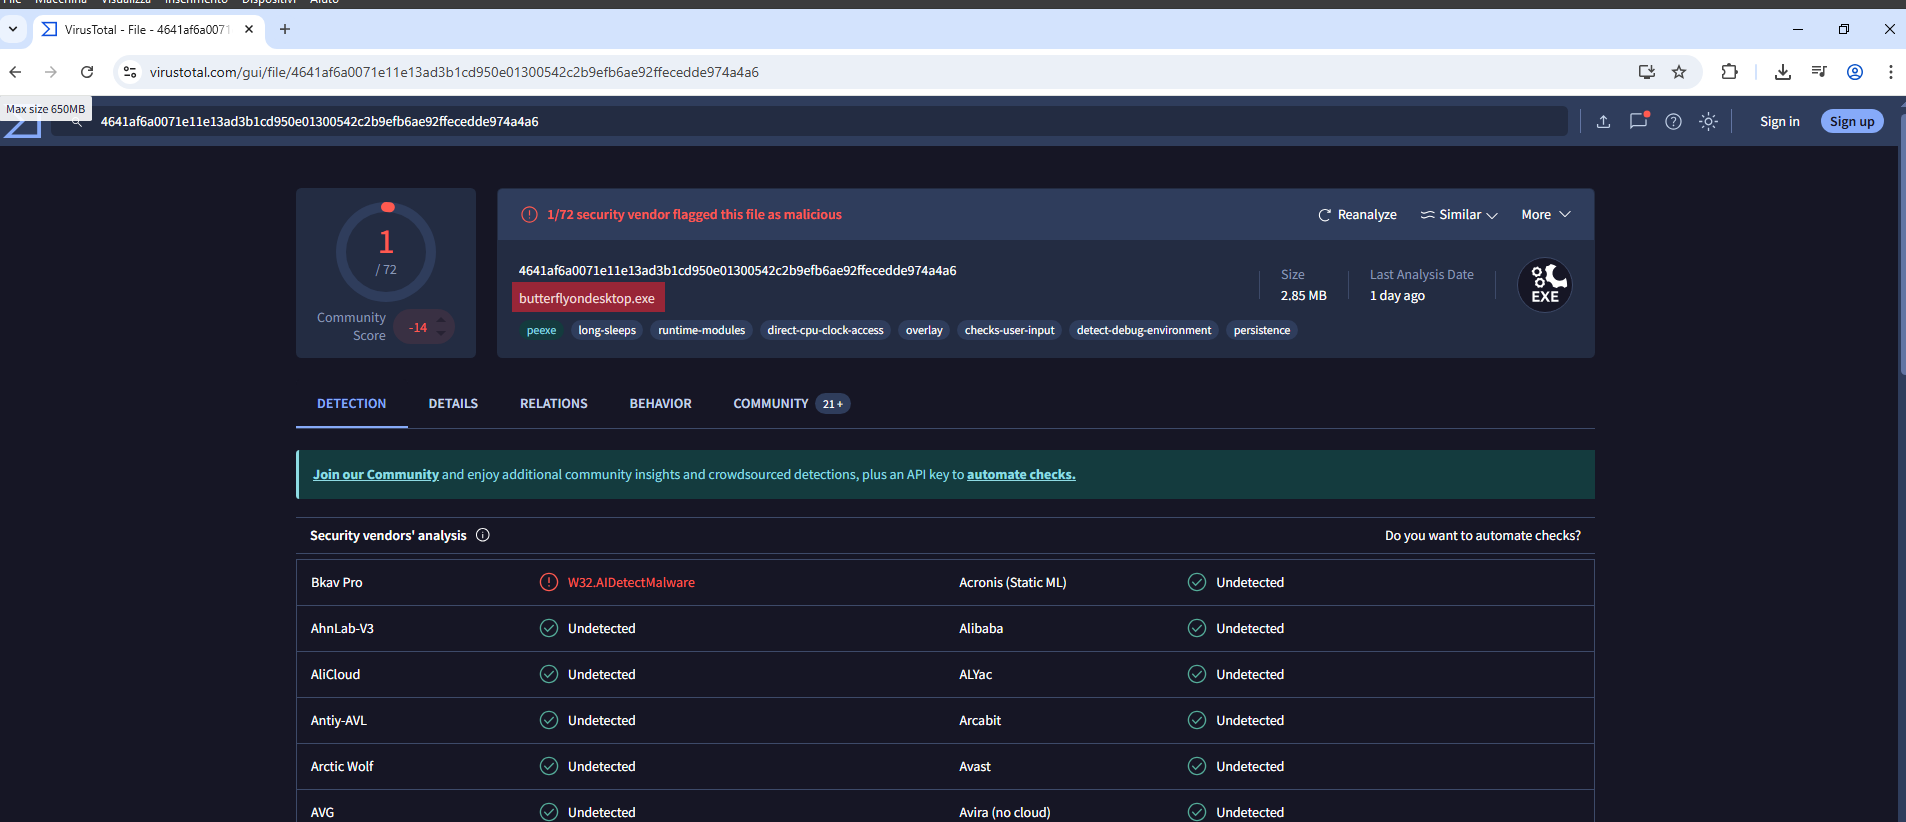 File Macchina Visualizza Inserimento Dispositivi Aiuto
VirusTotal - File - 4641af6a0071
virustotal.com/gui/file/4641af6a0071e11e13ad3b1cd950e01300542c2b9efb6ae92ffecedde974a4a6
Max size 650MB
4641af6a0071e11e13ad3b1cd950e01300542c2b9efb6ae92ffecedde974a4a6
Sign in
Sign up
1
/ 72
Community
Score
-14
1/72 security vendor flagged this file as malicious
Reanalyze
Similar
More
4641af6a0071e11e13ad3b1cd950e01300542c2b9efb6ae92ffecedde974a4a6
butterflyondesktop.exe
Size
2.85 MB
Last Analysis Date
1 day ago
EXE
peexe long-sleeps runtime-modules direct-cpu-clock-access overlay checks-user-input detect-debug-environment persistence
DETECTION DETAILS RELATIONS BEHAVIOR COMMUNITY 21+
Join our Community and enjoy additional community insights and crowdsourced detections, plus an API key to automate checks.
Security vendors' analysis
Do you want to automate checks?
Bkav Pro W32.AIDetectMalware Acronis (Static ML) Undetected
AhnLab-V3 Undetected Alibaba Undetected
AliCloud Undetected ALYac Undetected
Antiy-AVL Undetected Arcabit Undetected
Arctic Wolf Undetected Avast Undetected
AVG Undetected Avira (no cloud) Undetected